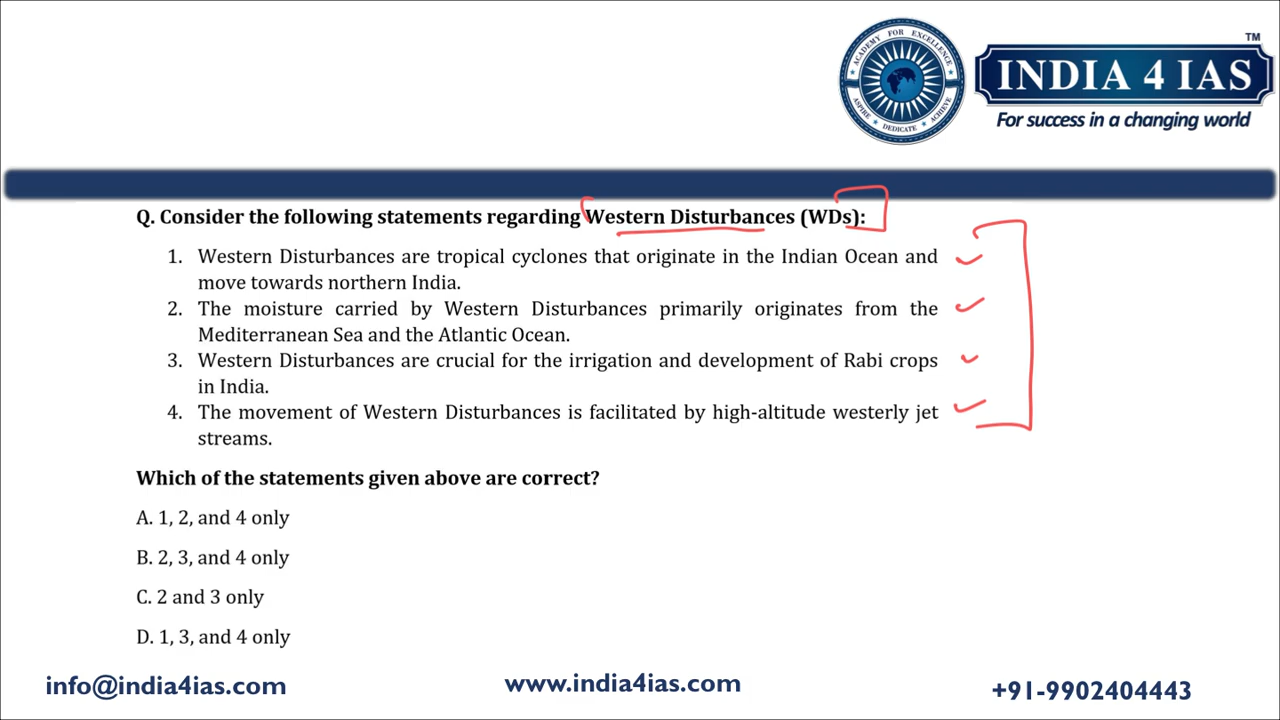 ACADEMY FOR EXCELLENCE
ASPIRE ★ DEDICATE ★ ACHIEVE
TM
INDIA 4 IAS
For success in a changing world
Q. Consider the following statements regarding Western Disturbances (WDs):
1. Western Disturbances are tropical cyclones that originate in the Indian Ocean and
move towards northern India.
2. The moisture carried by Western Disturbances primarily originates from the
Mediterranean Sea and the Atlantic Ocean.
3. Western Disturbances are crucial for the irrigation and development of Rabi crops
in India.
4. The movement of Western Disturbances is facilitated by high-altitude westerly jet
streams.
Which of the statements given above are correct?
A. 1, 2, and 4 only
B. 2, 3, and 4 only
C. 2 and 3 only
D. 1, 3, and 4 only
info@india4ias.com
www.india4ias.com
+91-9902404443